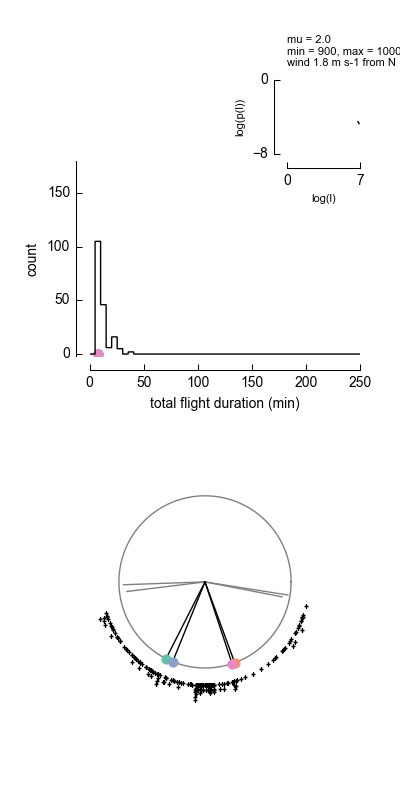 mu = 2.0
min = 900, max = 1000
wind 1.8 m s-1 from N
0
−8
log(p(l))
0 7
log(l)
150
100
50
0
count
0 50 100 150 200 250
total flight duration (min)